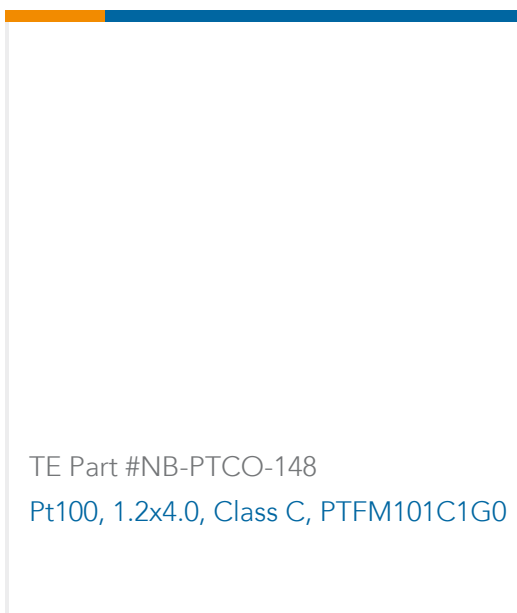 TE Part #NB-PTCO-148
Pt100, 1.2x4.0, Class C, PTFM101C1G0